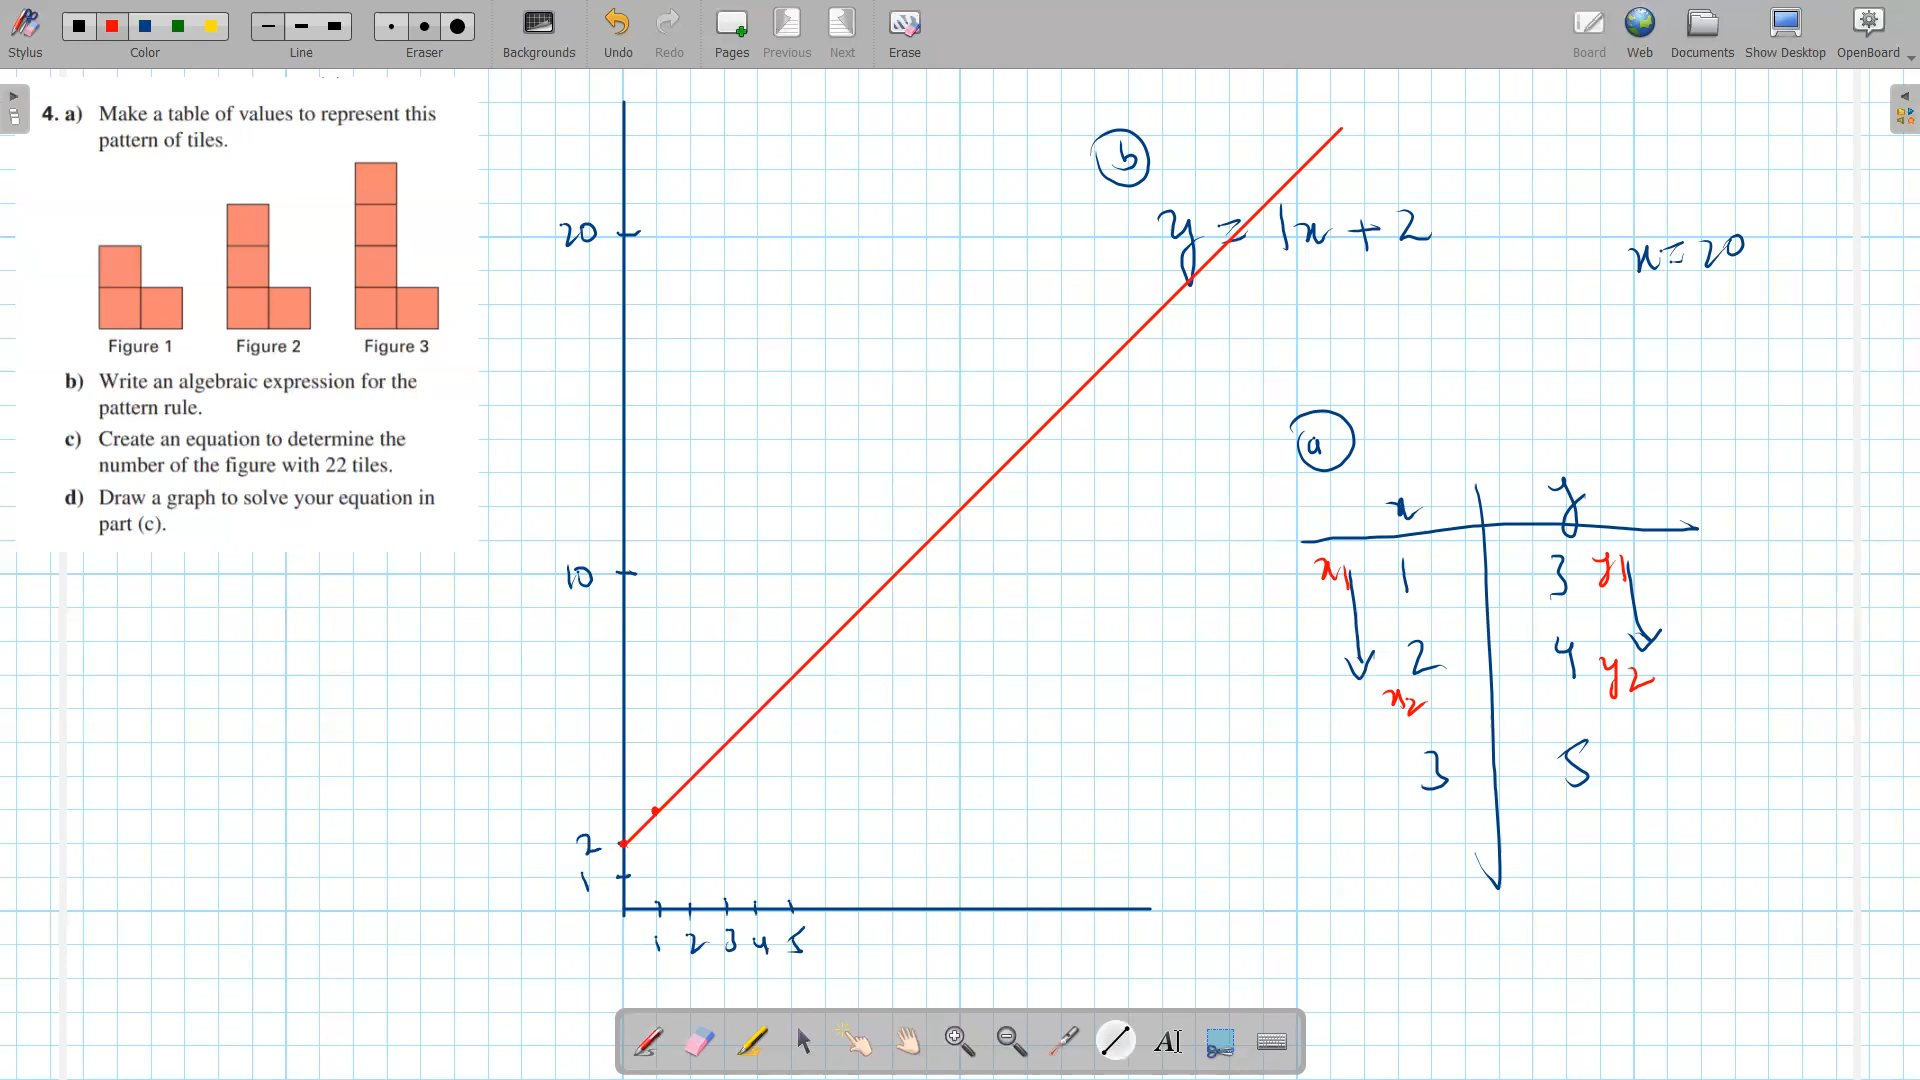 Stylus
Color
Line
Eraser
Backgrounds
Undo
Redo
Pages
Previous
Next
Erase
Board
Web
Documents
Show Desktop
OpenBoard
4. a) Make a table of values to represent this
pattern of tiles.
Figure 1
Figure 2
Figure 3
b) Write an algebraic expression for the
pattern rule.
c) Create an equation to determine the
number of the figure with 22 tiles.
d) Draw a graph to solve your equation in
part (c).
20
10
2
1
1 2 3 4 5
b
y = 1x + 2
x = 20
a
x y
x1 1 3 y1
2 4
x2 y2
3 5
AI